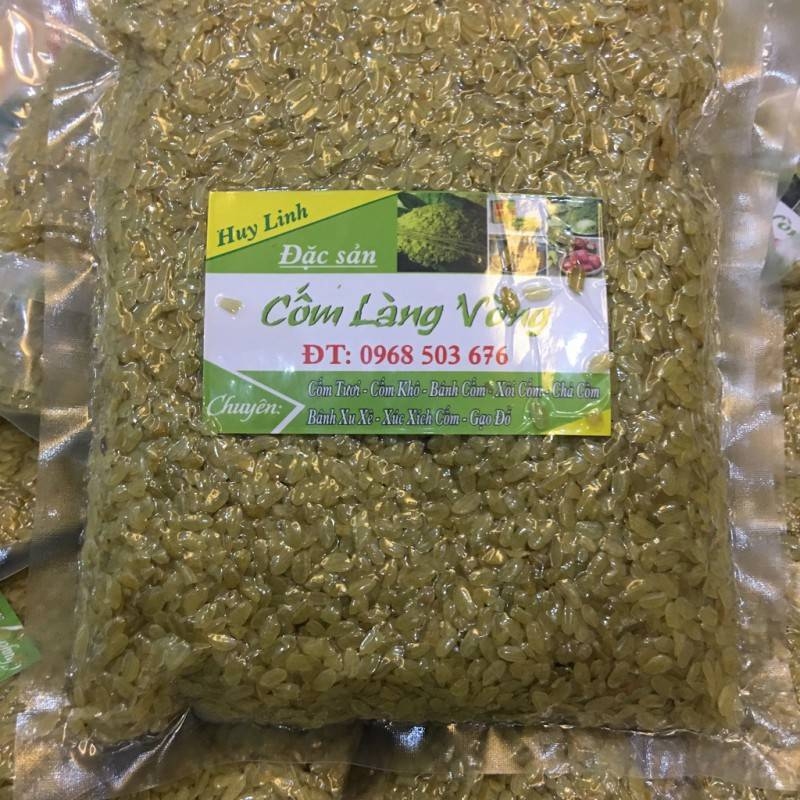 Huy Linh
Đặc sản
Cốm Làng Vòng
ĐT: 0968 503 676
Chuyên:
Cốm Tươi - Cốm Khô - Bánh Cốm - Xôi Cốm - Chả Cốm
Bánh Xu Xê - Xúc Xích Cốm - Gạo Đỗ